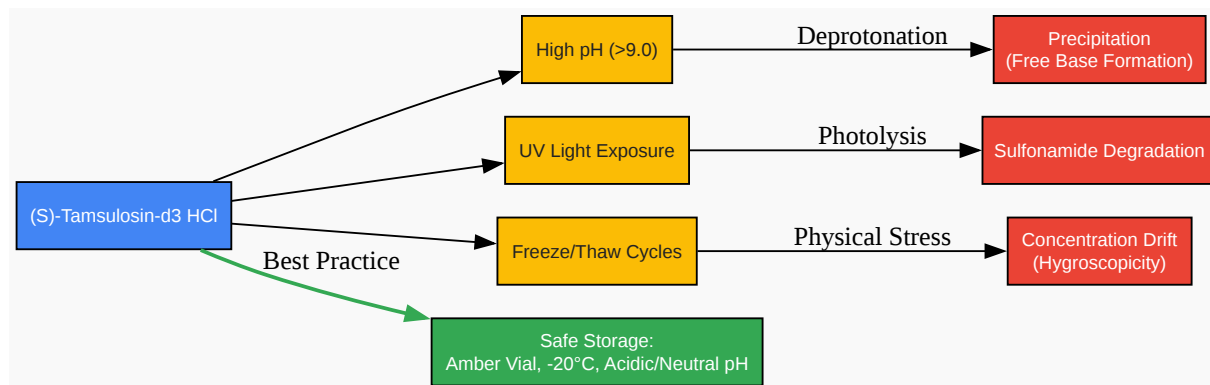 High pH (>9.0)
Deprotonation
Precipitation
(Free Base Formation)
UV Light Exposure
Photolysis
Sulfonamide Degradation
(S)-Tamsulosin-d3 HCl
Freeze/Thaw Cycles
Physical Stress
Concentration Drift
(Hygroscopicity)
Best Practice
Safe Storage:
Amber Vial, -20°C, Acidic/Neutral pH